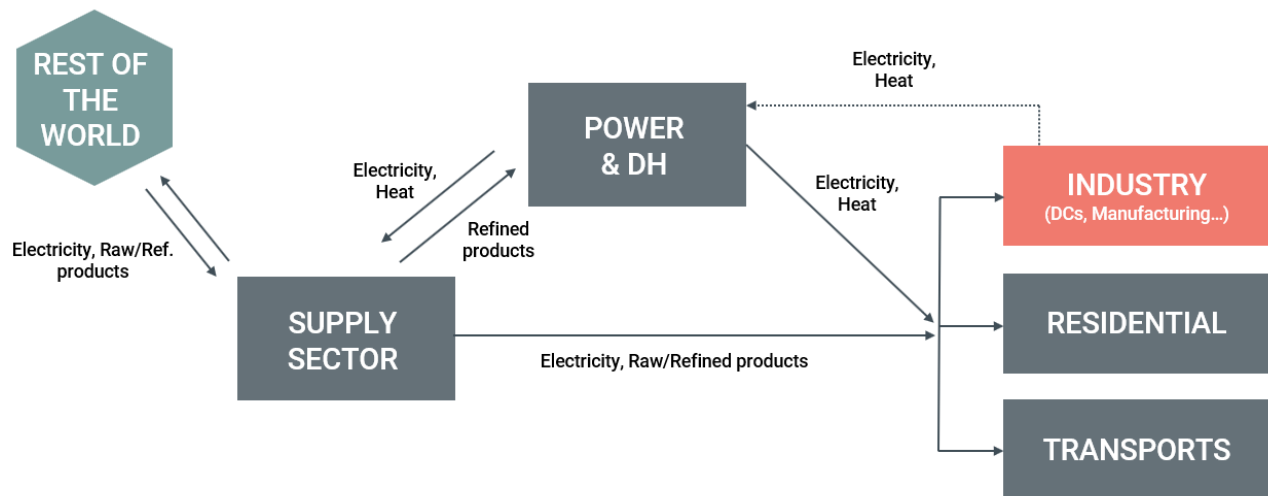 REST OF
THE
WORLD
Electricity, Raw/Ref.
products
Electricity,
Heat
Refined
products
SUPPLY
SECTOR
POWER
& DH
Electricity,
Heat
Electricity,
Heat
Electricity, Raw/Refined products
INDUSTRY
(DCs, Manufacturing...)
RESIDENTIAL
TRANSPORTS